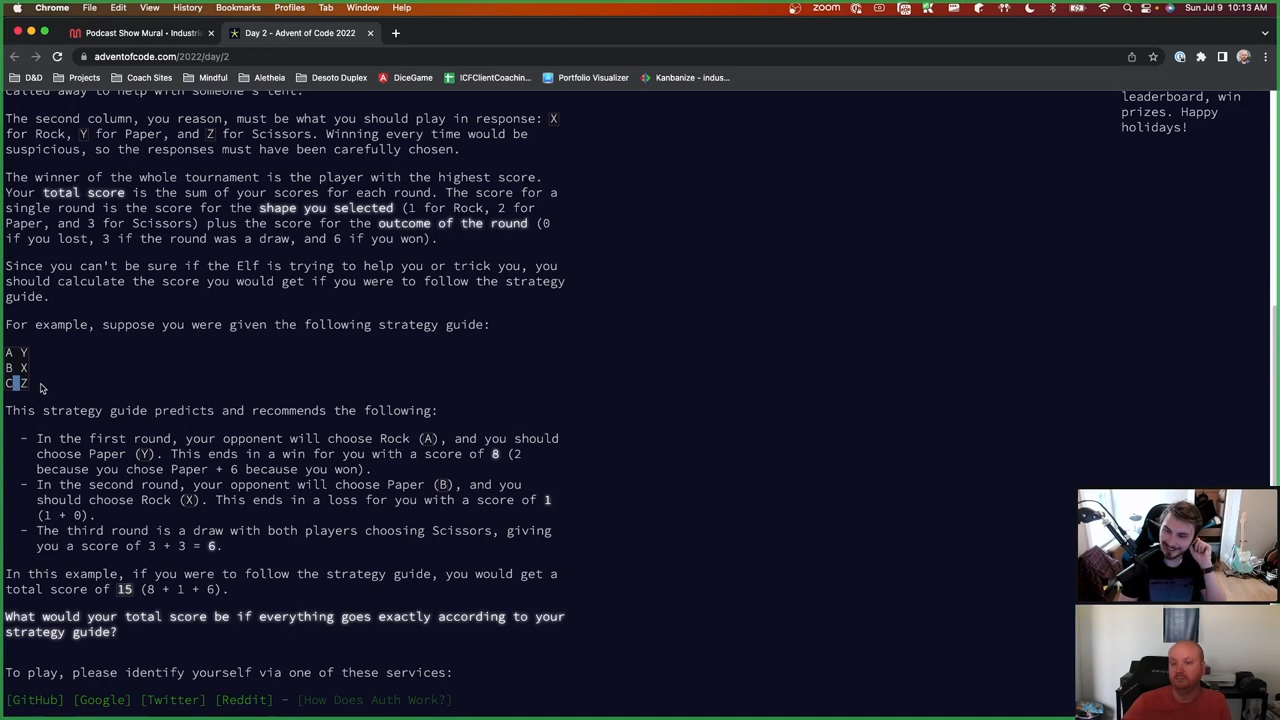 Chrome File Edit View History Bookmarks Profiles Tab Window Help
zoom
Sun Jul 9 10:13 AM
Podcast Show Mural • Industri
Day 2 - Advent of Code 2022
adventofcode.com/2022/day/2
D&D Projects Coach Sites Mindful Aletheia Desoto Duplex DiceGame ICFClientCoaching... Portfolio Visualizer Kanbanize - indus...
called away to help with someone's tent.
leaderboard, win
prizes. Happy
holidays!
The second column, you reason, must be what you should play in response: X
for Rock, Y for Paper, and Z for Scissors. Winning every time would be
suspicious, so the responses must have been carefully chosen.
The winner of the whole tournament is the player with the highest score.
Your total score is the sum of your scores for each round. The score for a
single round is the score for the shape you selected (1 for Rock, 2 for
Paper, and 3 for Scissors) plus the score for the outcome of the round (0
if you lost, 3 if the round was a draw, and 6 if you won).
Since you can't be sure if the Elf is trying to help you or trick you, you
should calculate the score you would get if you were to follow the strategy
guide.
For example, suppose you were given the following strategy guide:
A Y
B X
C Z
This strategy guide predicts and recommends the following:
- In the first round, your opponent will choose Rock (A), and you should
choose Paper (Y). This ends in a win for you with a score of 8 (2
because you chose Paper + 6 because you won).
- In the second round, your opponent will choose Paper (B), and you
should choose Rock (X). This ends in a loss for you with a score of 1
(1 + 0).
- The third round is a draw with both players choosing Scissors, giving
you a score of 3 + 3 = 6.
In this example, if you were to follow the strategy guide, you would get a
total score of 15 (8 + 1 + 6).
What would your total score be if everything goes exactly according to your
strategy guide?
To play, please identify yourself via one of these services:
[GitHub] [Google] [Twitter] [Reddit] - [How Does Auth Work?]